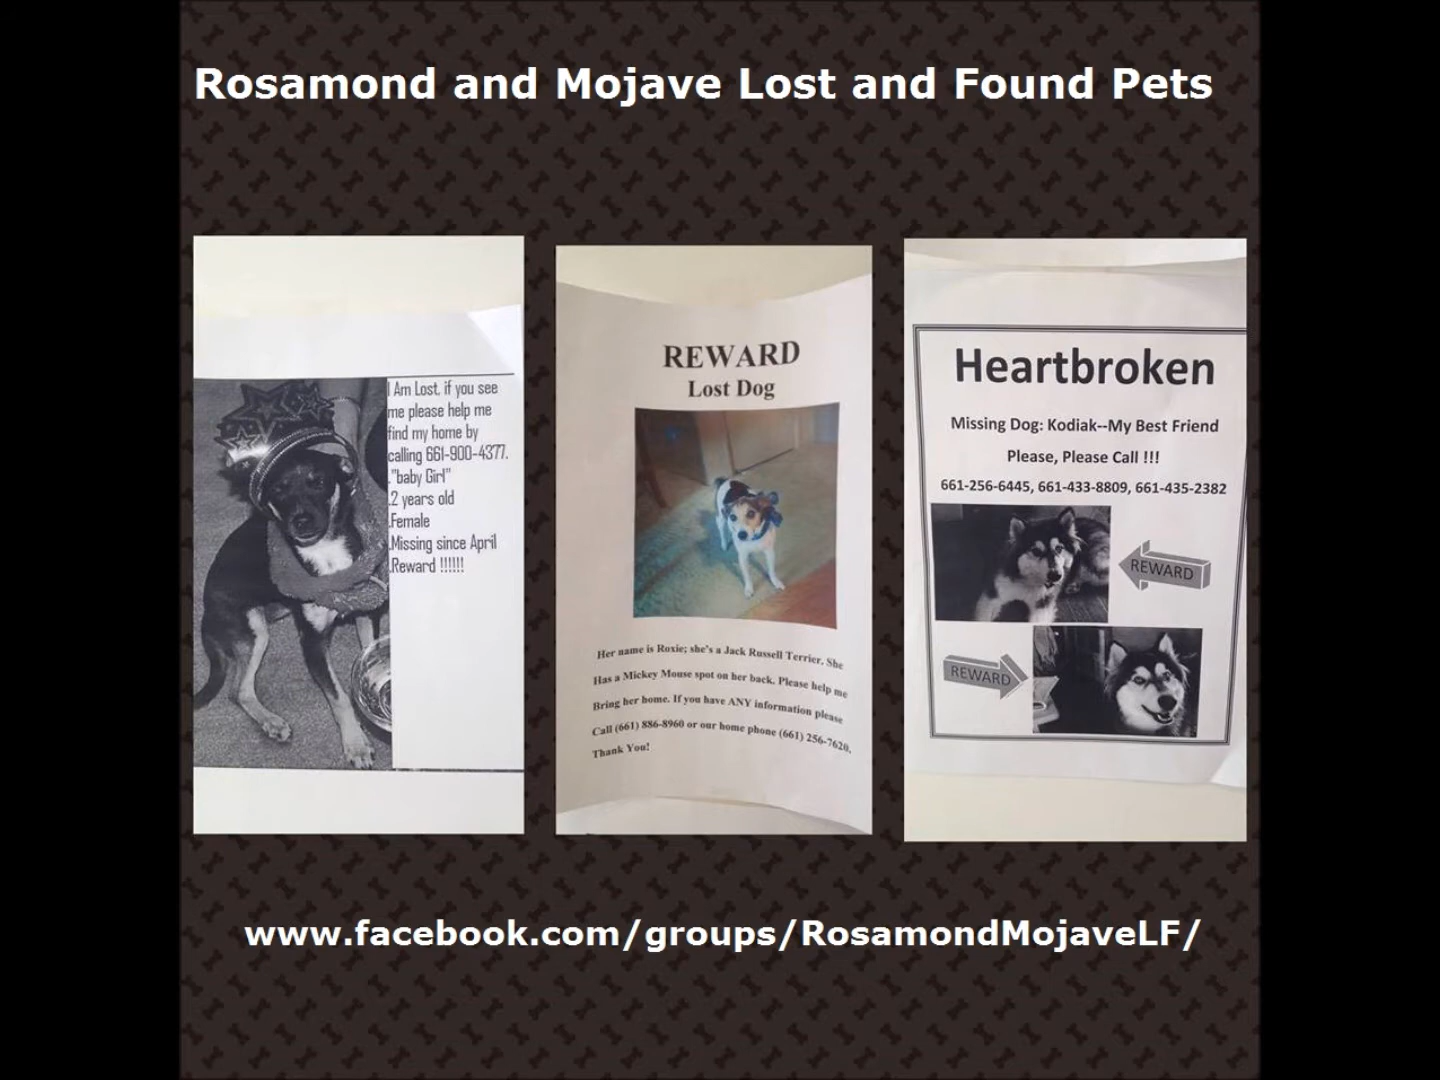 Rosamond and Mojave Lost and Found Pets
I Am Lost, if you see
me please help me
find my home by
calling 661-900-4377.
."baby Girl"
.2 years old
.Female
.Missing since April
.Reward !!!!!!
REWARD
Lost Dog
Her name is Roxie; she's a Jack Russell Terrier. She
Has a Mickey Mouse spot on her back. Please help me
Bring her home. If you have ANY information please
Call (661) 886-8960 or our home phone (661) 256-7620.
Thank You!
Heartbroken
Missing Dog: Kodiak--My Best Friend
Please, Please Call !!!
661-256-6445, 661-433-8809, 661-435-2382
REWARD
REWARD
www.facebook.com/groups/RosamondMojaveLF/